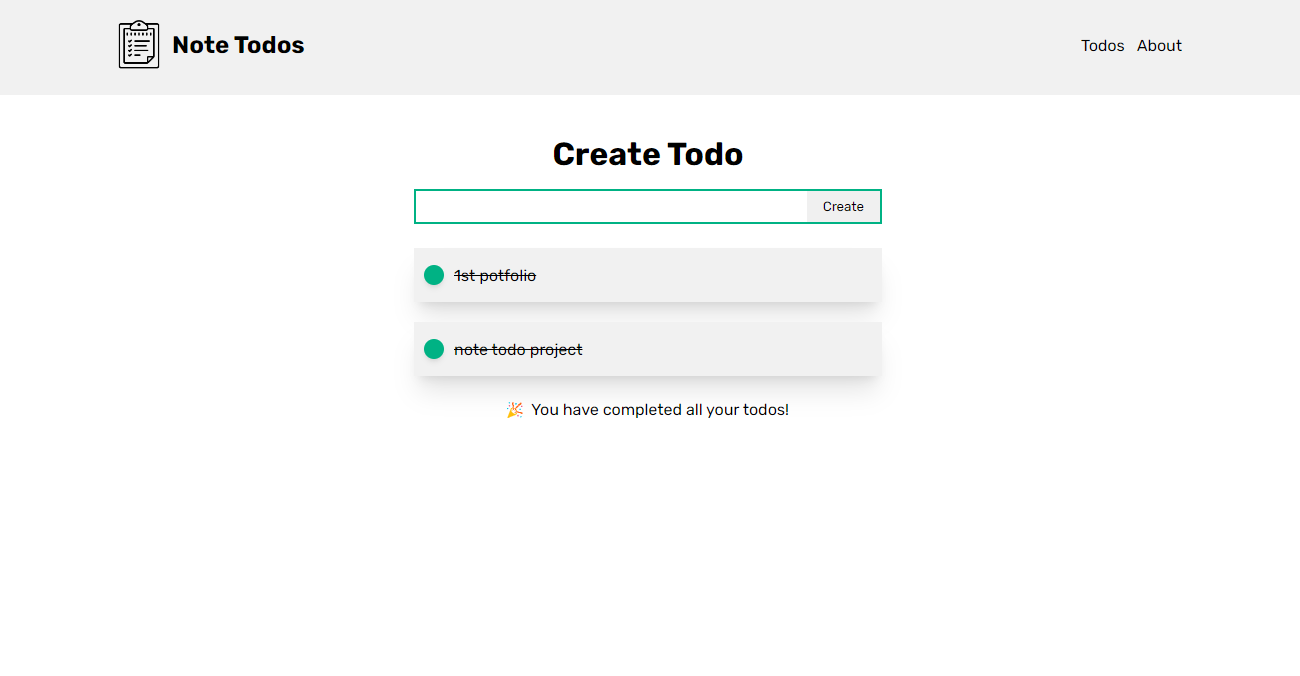 Note Todos
Todos About
Create Todo
Create
1st potfolio
note todo project
🎉 You have completed all your todos!